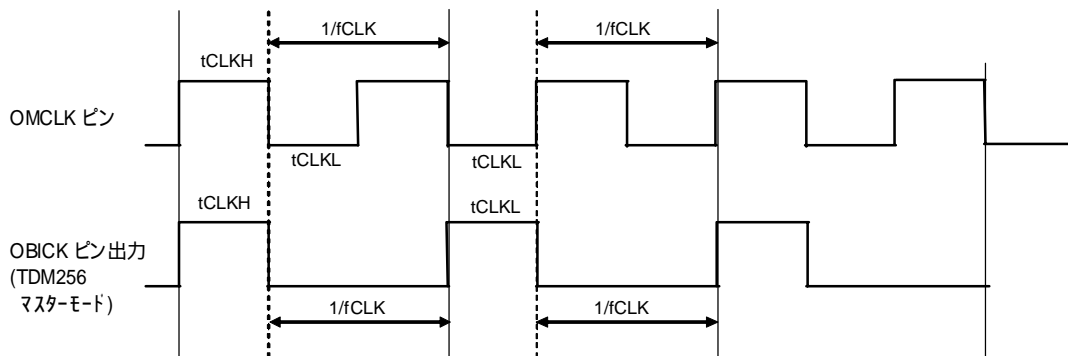 1/fCLK
1/fCLK
tCLKH
OMCLK ピン
tCLKL
tCLKL
tCLKH
tCLKL
OBICK ピン出力
(TDM256
マスターモード)
1/fCLK
1/fCLK